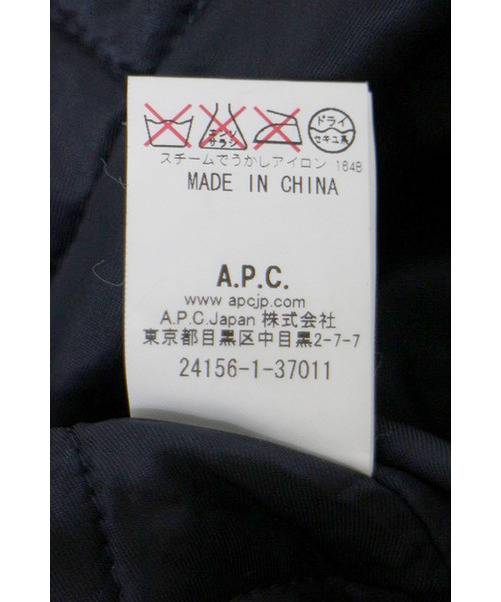 エンソ サラシ ドライ セキユ系
スチームでうかしアイロン 164B
MADE IN CHINA
A.P.C.
www.apcjp.com
A.P.C.Japan 株式会社
東京都目黒区中目黒2-7-7
24156-1-37011